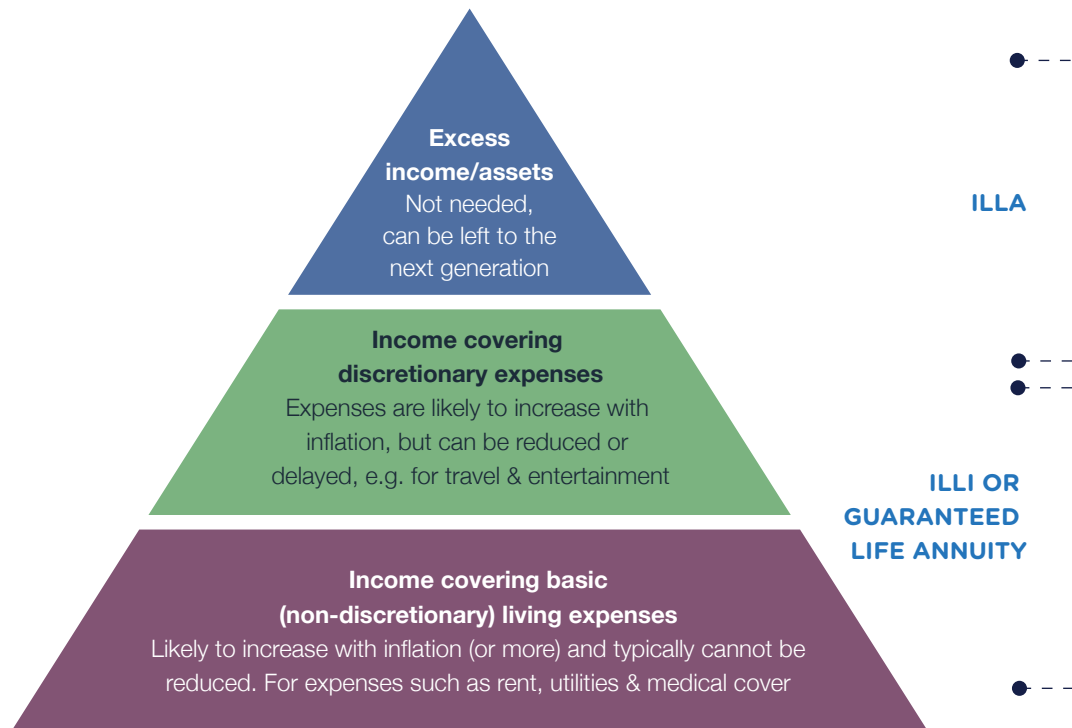 Excess
income/assets
Not needed,
can be left to the
next generation
ILLA
Income covering
discretionary expenses
Expenses are likely to increase with
inflation, but can be reduced or
delayed, e.g. for travel & entertainment
ILLI OR
GUARANTEED
LIFE ANNUITY
Income covering basic
(non-discretionary) living expenses
Likely to increase with inflation (or more) and typically cannot be
reduced. For expenses such as rent, utilities & medical cover